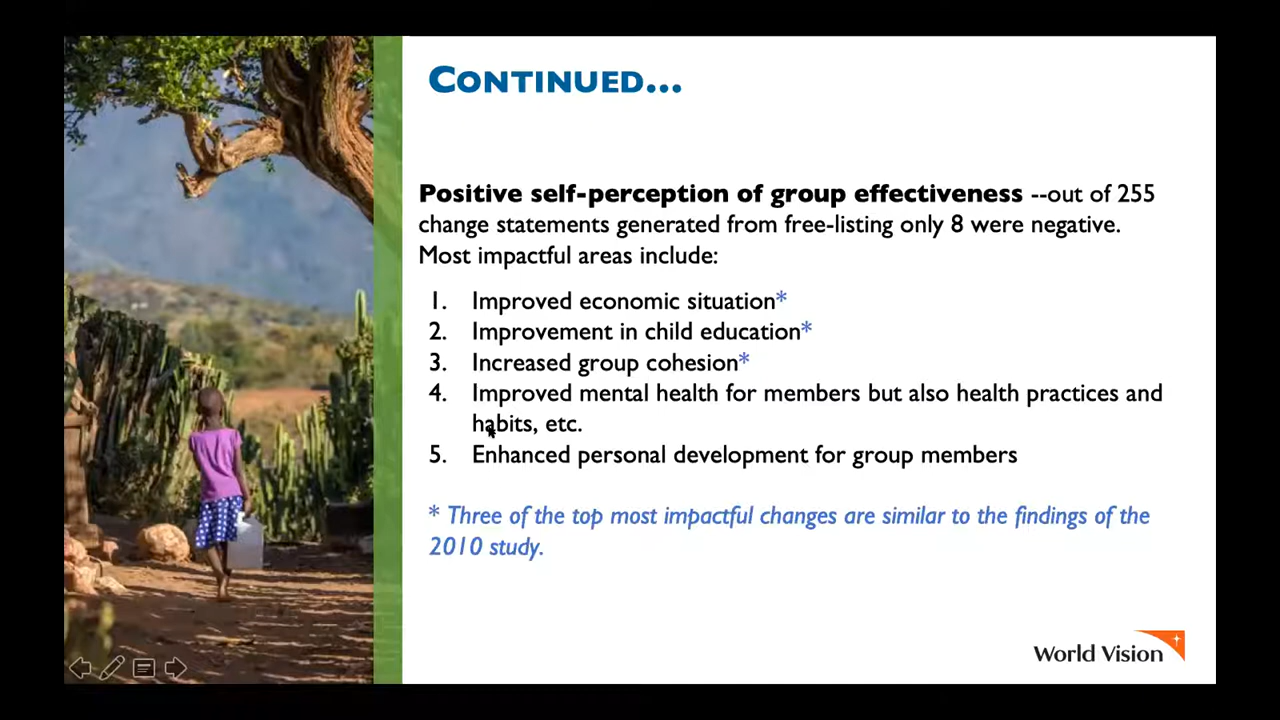 CONTINUED...
Positive self-perception of group effectiveness --out of 255
change statements generated from free-listing only 8 were negative.
Most impactful areas include:
1. Improved economic situation*
2. Improvement in child education*
3. Increased group cohesion*
4. Improved mental health for members but also health practices and
habits, etc.
5. Enhanced personal development for group members
* Three of the top most impactful changes are similar to the findings of the
2010 study.
World Vision